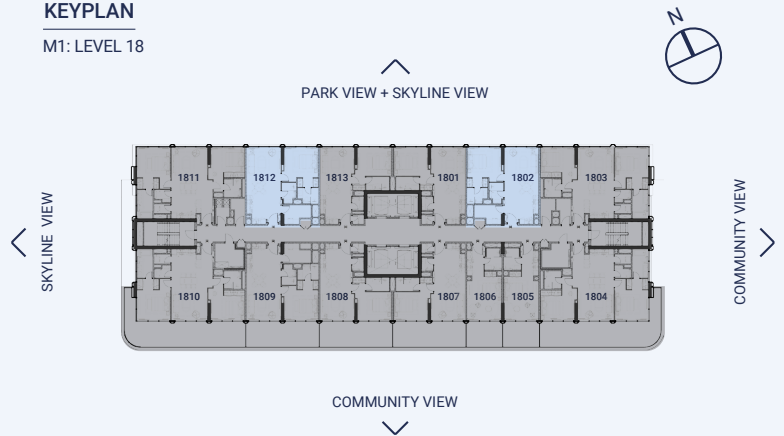 KEYPLAN
M1: LEVEL 18
N
PARK VIEW + SKYLINE VIEW
1811
1812
1813
1801
1802
1803
SKYLINE VIEW
COMMUNITY VIEW
1810
1809
1808
1807
1806
1805
1804
COMMUNITY VIEW